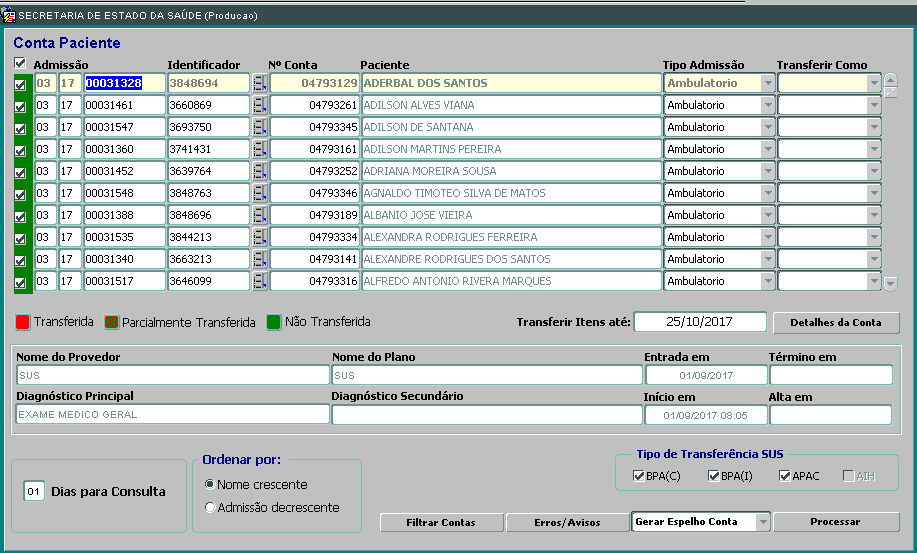 SECRETARIA DE ESTADO DA SAÚDE (Producao)
Conta Paciente
Admissão Identificador Nº Conta Paciente Tipo Admissão Transferir Como
03 17 00031328 3848694 04793129 ADERBAL DOS SANTOS Ambulatorio
03 17 00031461 3660869 04793261 ADILSON ALVES VIANA Ambulatorio
03 17 00031547 3693750 04793345 ADILSON DE SANTANA Ambulatorio
03 17 00031360 3741431 04793161 ADILSON MARTINS PEREIRA Ambulatorio
03 17 00031452 3639764 04793252 ADRIANA MOREIRA SOUSA Ambulatorio
03 17 00031548 3848763 04793346 AGNALDO TIMOTEO SILVA DE MATOS Ambulatorio
03 17 00031388 3848696 04793189 ALBANIO JOSE VIEIRA Ambulatorio
03 17 00031535 3844213 04793334 ALEXANDRA RODRIGUES FERREIRA Ambulatorio
03 17 00031340 3663213 04793141 ALEXANDRE RODRIGUES DOS SANTOS Ambulatorio
03 17 00031517 3646099 04793316 ALFREDO ANTONIO RIVERA MARQUES Ambulatorio
Transferida Parcialmente Transferida Não Transferida Transferir Itens até: 25/10/2017 Detalhes da Conta
Nome do Provedor Nome do Plano Entrada em Término em
SUS SUS 01/09/2017
Diagnóstico Principal Diagnóstico Secundário Início em Alta em
EXAME MEDICO GERAL 01/09/2017 08:05
Tipo de Transferência SUS
BPA(C) BPA(I) APAC AIH
Ordenar por:
01 Dias para Consulta
Nome crescente
Admissão decrescente
Filtrar Contas Erros/Avisos Gerar Espelho Conta Processar